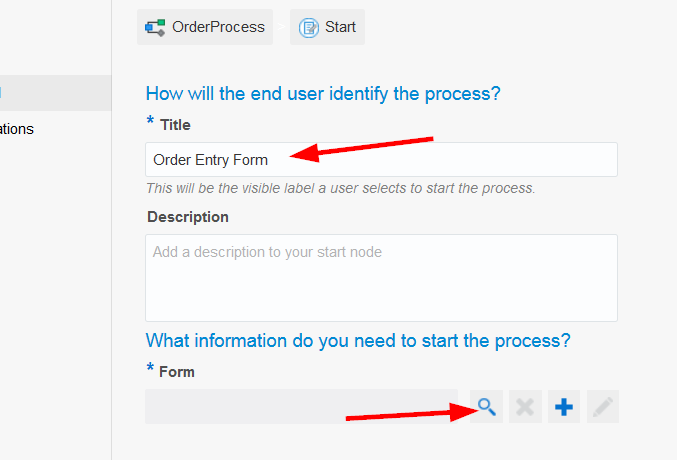 OrderProcess
Start
How will the end user identify the process?
* Title
ations
Order Entry Form
This will be the visible label a user selects to start the process.
Description
Add a description to your start node
What information do you need to start the process?
* Form